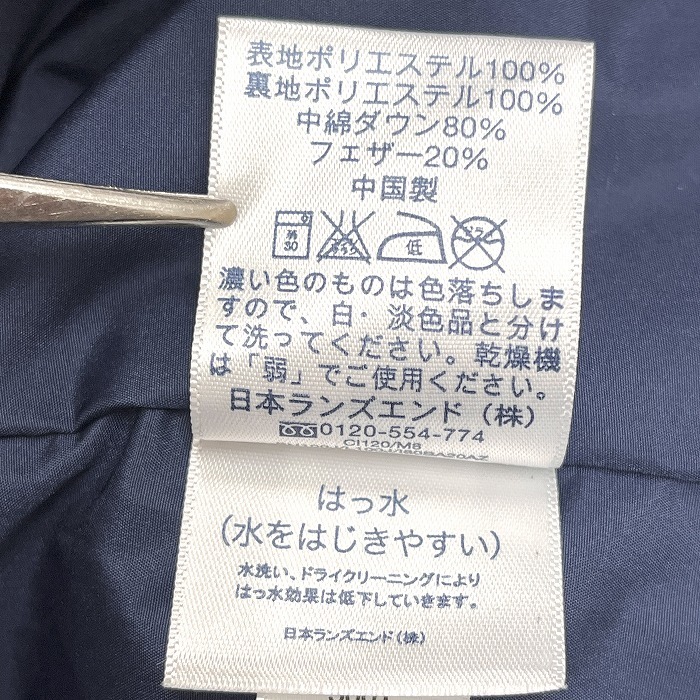 表地ポリエステル100%
裏地ポリエステル100%
中綿ダウン80%
フェザー20%
中国製
弱
30
低
濃い色のものは色落ちしま
すので、白・淡色品と分け
て洗ってください。乾燥機
は「弱」でご使用ください。
日本ランズエンド(株)
0120-554-774
CI120/M8
はっ水
(水をはじきやすい)
水洗い、ドライクリーニングにより
はっ水効果は低下していきます。
日本ランズエンド(株)